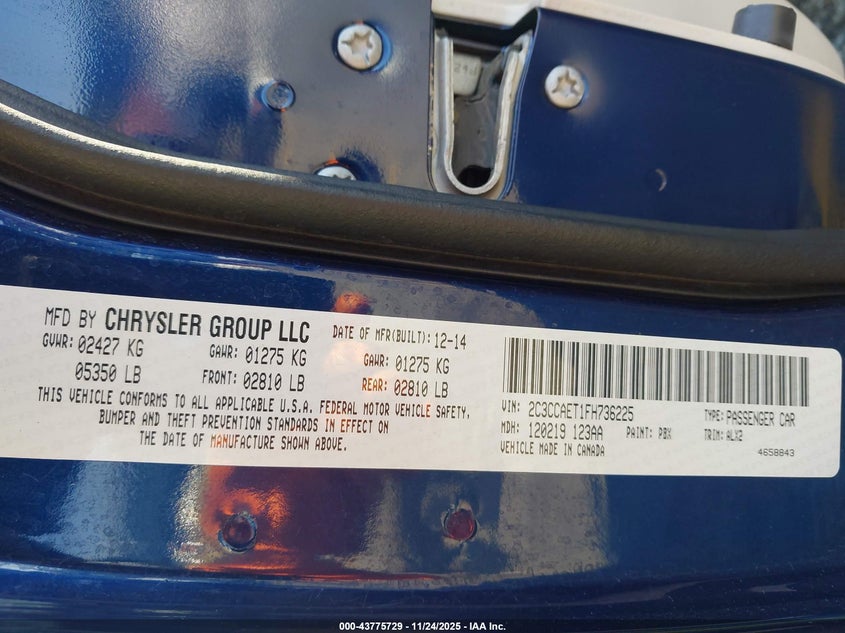 MFD BY CHRYSLER GROUP LLC
DATE OF MFR(BUILT): 12-14
GVWR: 02427 KG
GAWR: 01275 KG
GAWR: 01275 KG
05350 LB
FRONT: 02810 LB
REAR: 02810 LB
THIS VEHICLE CONFORMS TO ALL APPLICABLE U.S.A. FEDERAL MOTOR VEHICLE SAFETY,
BUMPER AND THEFT PREVENTION STANDARDS IN EFFECT ON
THE DATE OF MANUFACTURE SHOWN ABOVE.
VIN: 2C3CCAET1FH736225
TYPE: PASSENGER CAR
MDH: 120219 123AA
PAINT: PBX
TRIM: ALX2
VEHICLE MADE IN CANADA
4658843
000-43775729 - 11/24/2025 - IAA Inc.